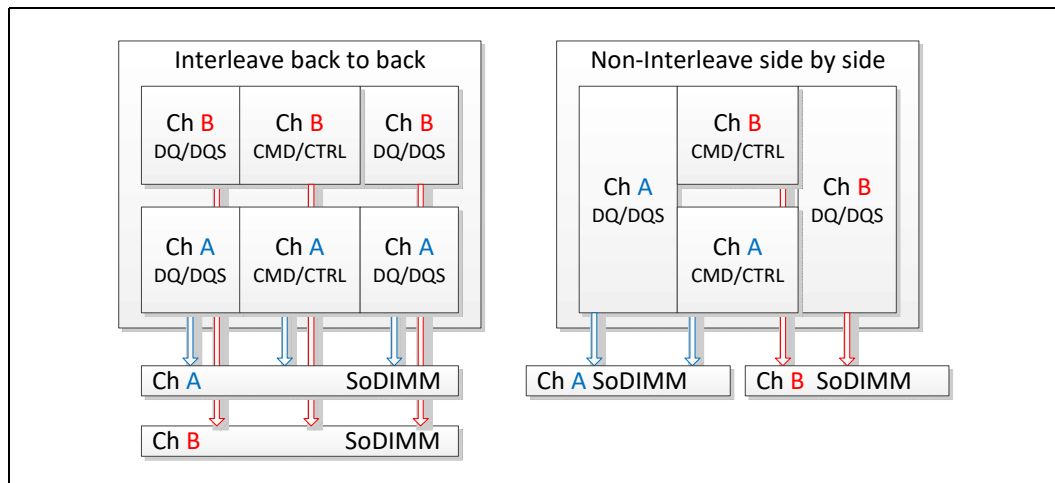 Interleave back to back
Ch B
DQ/DQS
Ch B
CMD/CTRL
Ch B
DQ/DQS
Ch A
DQ/DQS
Ch A
CMD/CTRL
Ch A
DQ/DQS
Ch A SoDIMM
Ch B SoDIMM
Non-Interleave side by side
Ch A
DQ/DQS
Ch B
CMD/CTRL
Ch A
CMD/CTRL
Ch B
DQ/DQS
Ch A SoDIMM
Ch B SoDIMM